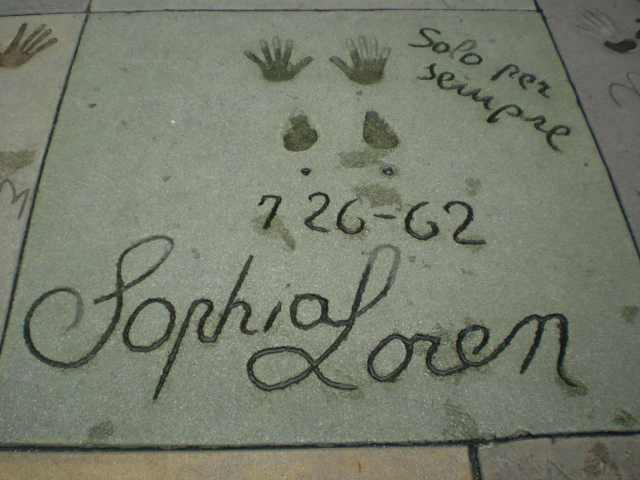 Solo per
sempre
7 26-62
Sophia Loren